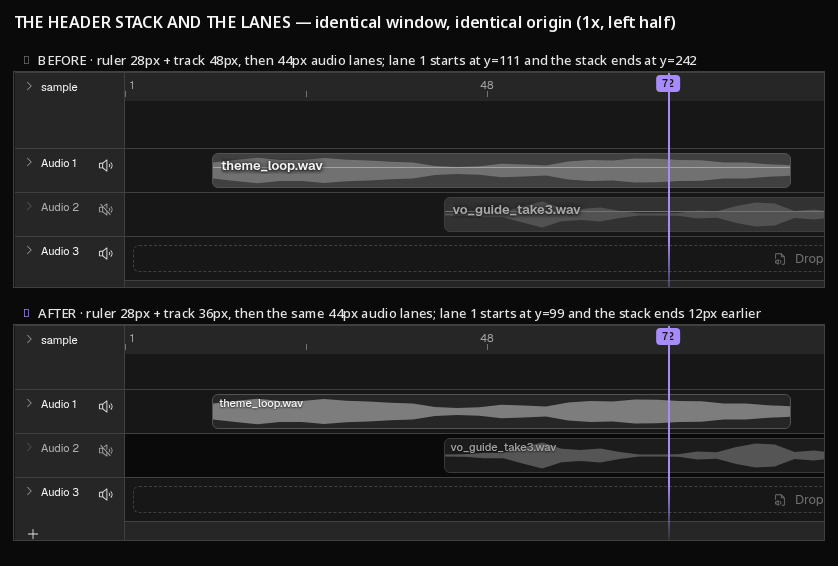 THE HEADER STACK AND THE LANES — identical window, identical origin (1x, left half)
BEFORE · ruler 28px + track 48px, then 44px audio lanes; lane 1 starts at y=111 and the stack ends at y=242
sample 1 48 72
Audio 1 theme_loop.wav
Audio 2 vo_guide_take3.wav
Audio 3 Drop
AFTER · ruler 28px + track 36px, then the same 44px audio lanes; lane 1 starts at y=99 and the stack ends 12px earlier
sample 1 48 72
Audio 1 theme_loop.wav
Audio 2 vo_guide_take3.wav
Audio 3 Drop